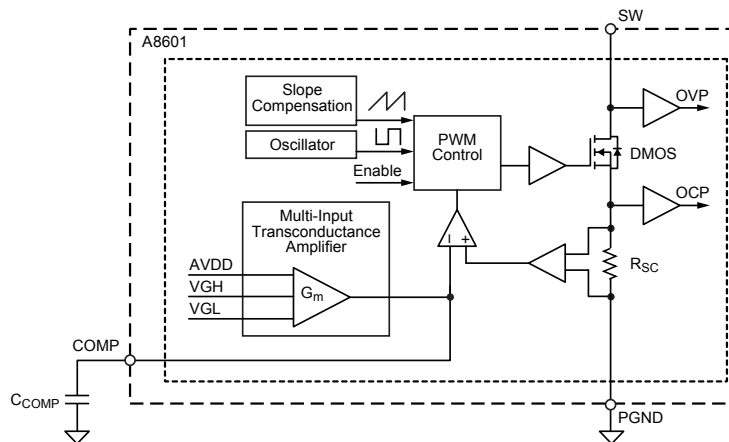 SW
A8601
Slope
Compensation
OVP
Oscillator
PWM
Control
DMOS
Enable
OCP
Multi-Input
Transconductance
Amplifier
– +
RSC
AVDD
VGH
VGL
Gm
COMP
CCOMP
PGND